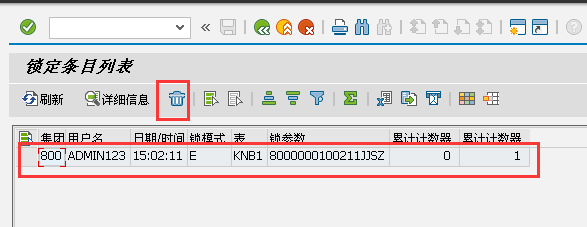 锁定条目列表
刷新 详细信息
集团 用户名 日期/时间 锁模式 表 锁参数 累计计数器 累计计数器
800 ADMIN123 15:02:11 E KNB1 8000000100211JJSZ 0 1